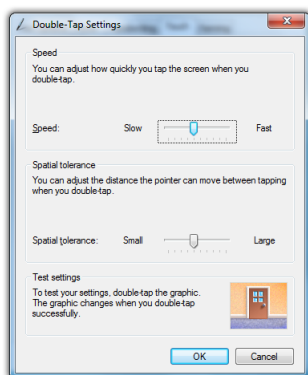 Double-Tap Settings
Speed
You can adjust how quickly you tap the screen when you
double-tap.
Speed: Slow Fast
Spatial tolerance
You can adjust the distance the pointer can move between tapping
when you double-tap.
Spatial tolerance: Small Large
Test settings
To test your settings, double-tap the graphic.
The graphic changes when you double-tap
successfully.
OK Cancel